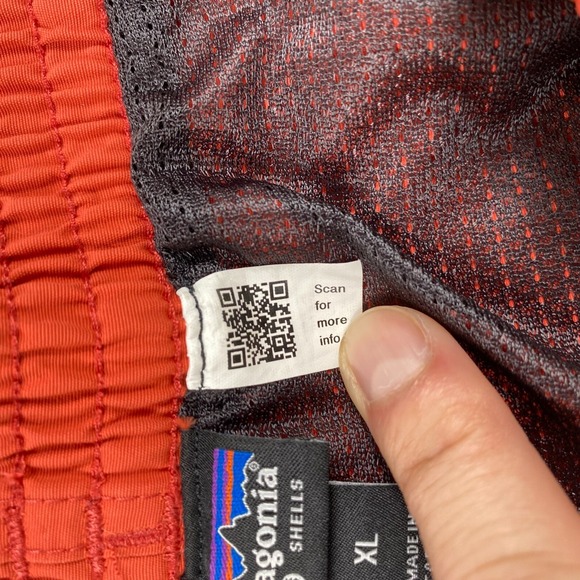 Scan
for
more
info
agonia
®
SHELLS
XL
MADE IN